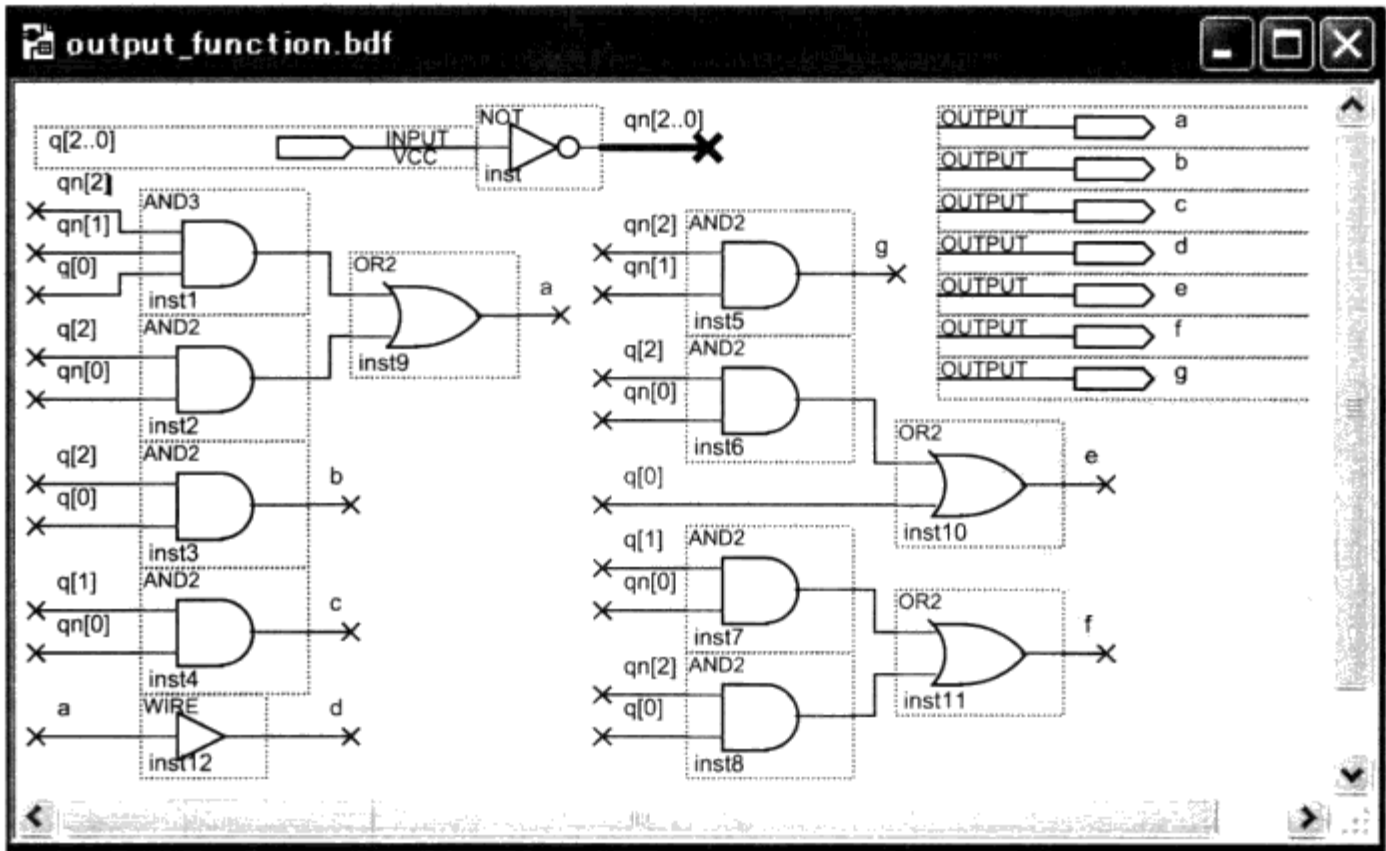 output_function.bdf
q[2..0]
INPUT
VCC
NOT
inst
qn[2..0]
qn[2]
qn[1]
q[0]
AND3
inst1
q[2]
qn[0]
AND2
inst2
OR2
inst9
a
q[2]
q[0]
AND2
inst3
b
q[1]
qn[0]
AND2
inst4
c
a
WIRE
inst12
d
qn[2]
qn[1]
AND2
inst5
g
q[2]
qn[0]
AND2
inst6
q[0]
OR2
inst10
e
q[1]
qn[0]
AND2
inst7
qn[2]
q[0]
AND2
inst8
OR2
inst11
f
OUTPUT a
OUTPUT b
OUTPUT c
OUTPUT d
OUTPUT e
OUTPUT f
OUTPUT g